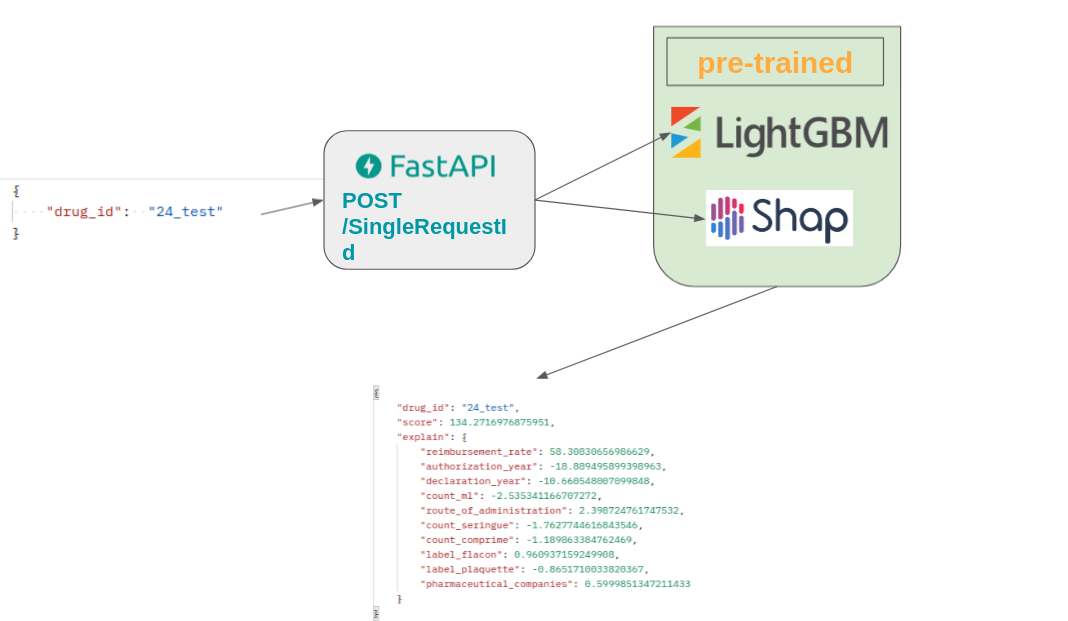 pre-trained
LightGBM
FastAPI
POST
/SingleRequestI
d
{
"drug_id": "24_test"
}
Shap
"drug_id": "24_test",
"score": 134.2716976875951,
"explain": {
"reimbursement_rate": 58.30830656986629,
"authorization_year": -18.889495899398963,
"declaration_year": -10.660548007099848,
"count_ml": -2.535341166707272,
"route_of_administration": 2.398724761747532,
"count_seringue": -1.7627744616843546,
"count_comprime": -1.189863384762469,
"label_flacon": 0.960937159249908,
"label_plaquette": -0.8651710033820367,
"pharmaceutical_companies": 0.5999851347211433
}